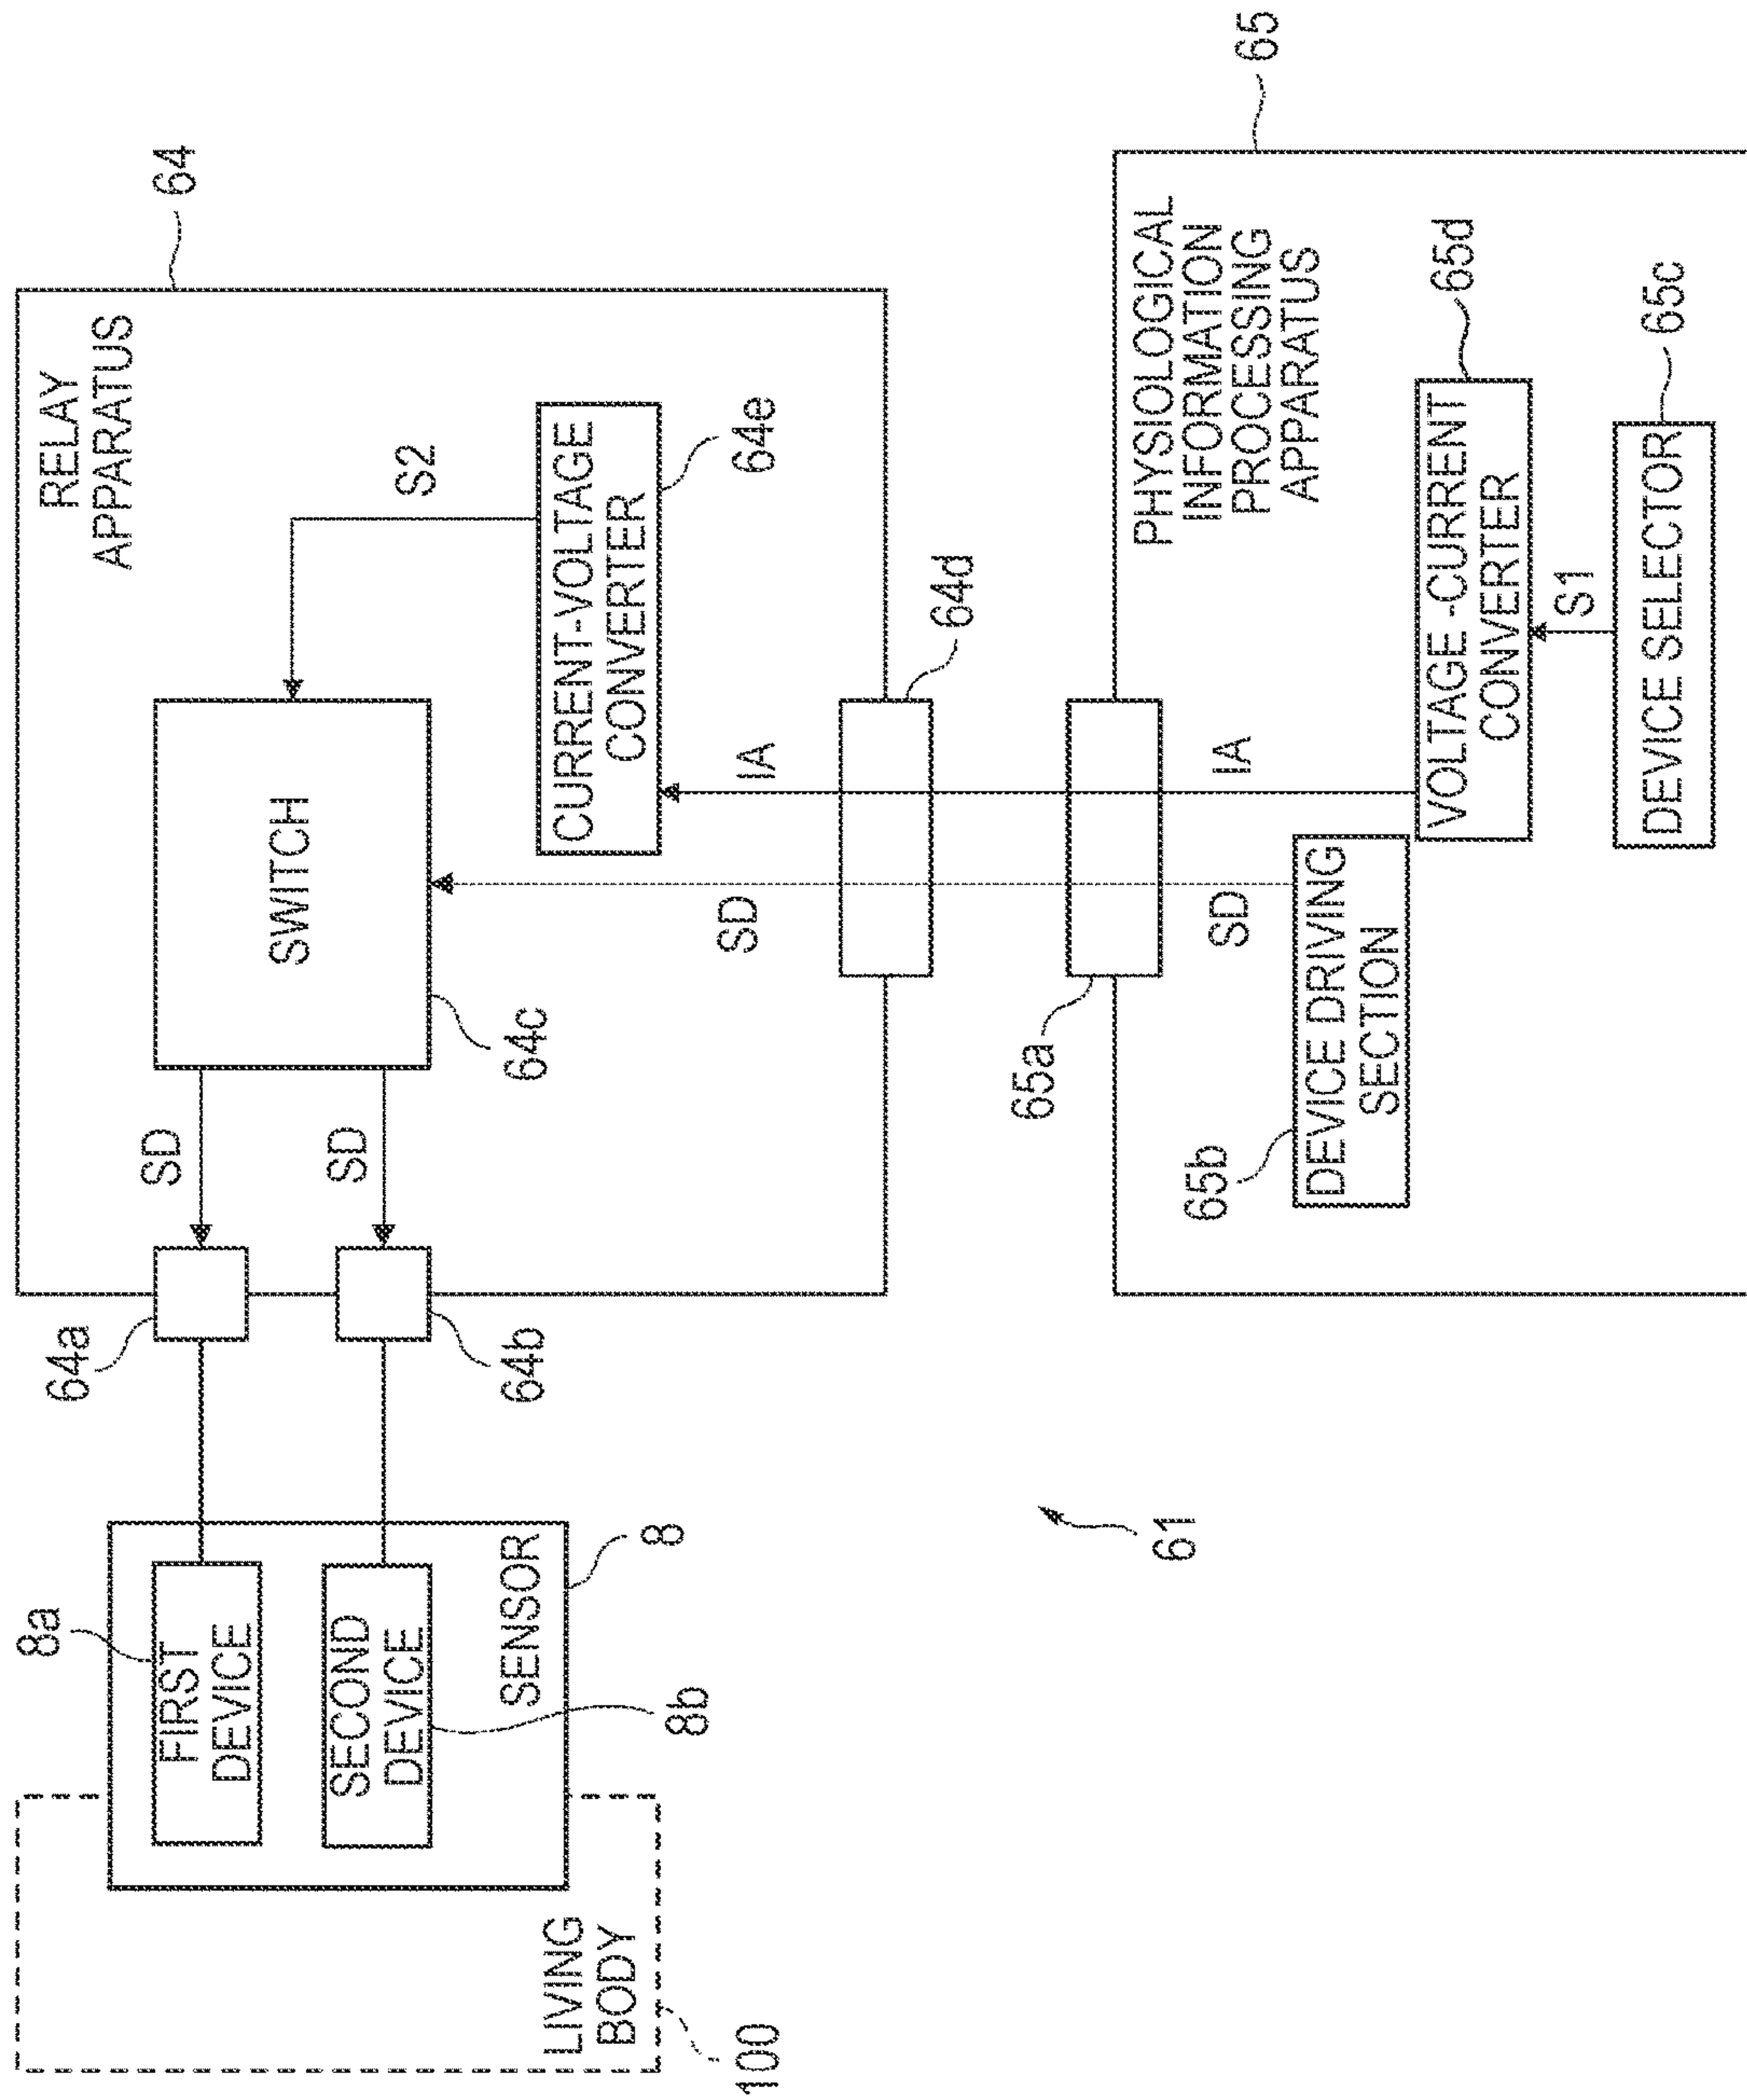 100
LIVING
BODY
8a
FIRST
DEVICE
SECOND
DEVICE
8b
SENSOR
8
64a
64b
61
RELAY
APPARATUS
64
SD
SD
SWITCH
64c
S2
CURRENT-VOLTAGE
CONVERTER
64e
SD
IA
64d
65a
PHYSIOLOGICAL
INFORMATION
PROCESSING
APPARATUS
65
SD
IA
65b
DEVICE DRIVING
SECTION
VOLTAGE -CURRENT
CONVERTER
65d
S1
DEVICE SELECTOR
65c